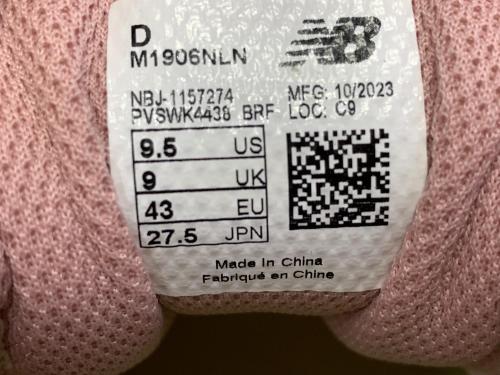 D
M1906NLN
NB
NBJ-1157274 MFG: 10/2023
PVSWK4438 BRF LOC: C9
9.5 US
9 UK
43 EU
27.5 JPN
Made In China
Fabriqué en Chine